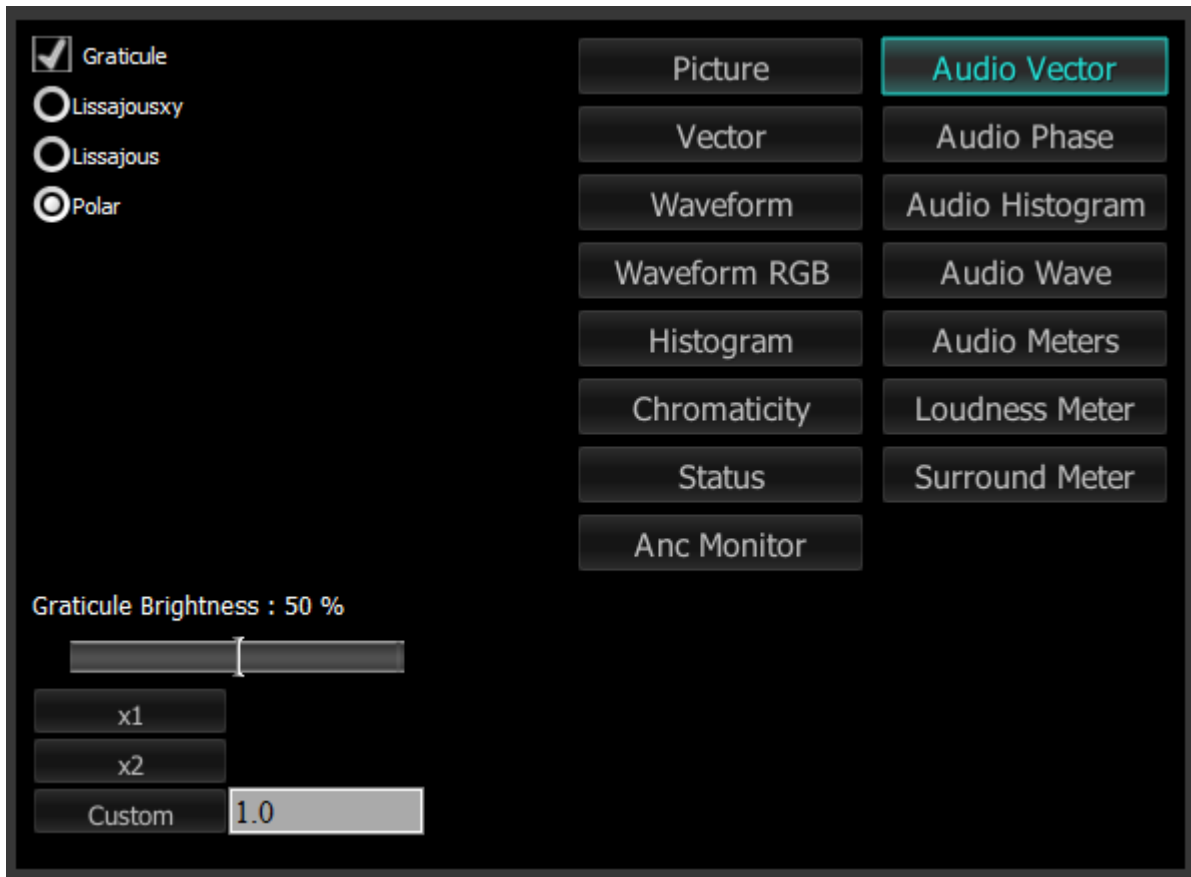 Graticule
Lissajousxy
Lissajous
Polar
Picture
Audio Vector
Vector
Audio Phase
Waveform
Audio Histogram
Waveform RGB
Audio Wave
Histogram
Audio Meters
Chromaticity
Loudness Meter
Status
Surround Meter
Anc Monitor
Graticule Brightness : 50 %
x1
x2
Custom
1.0